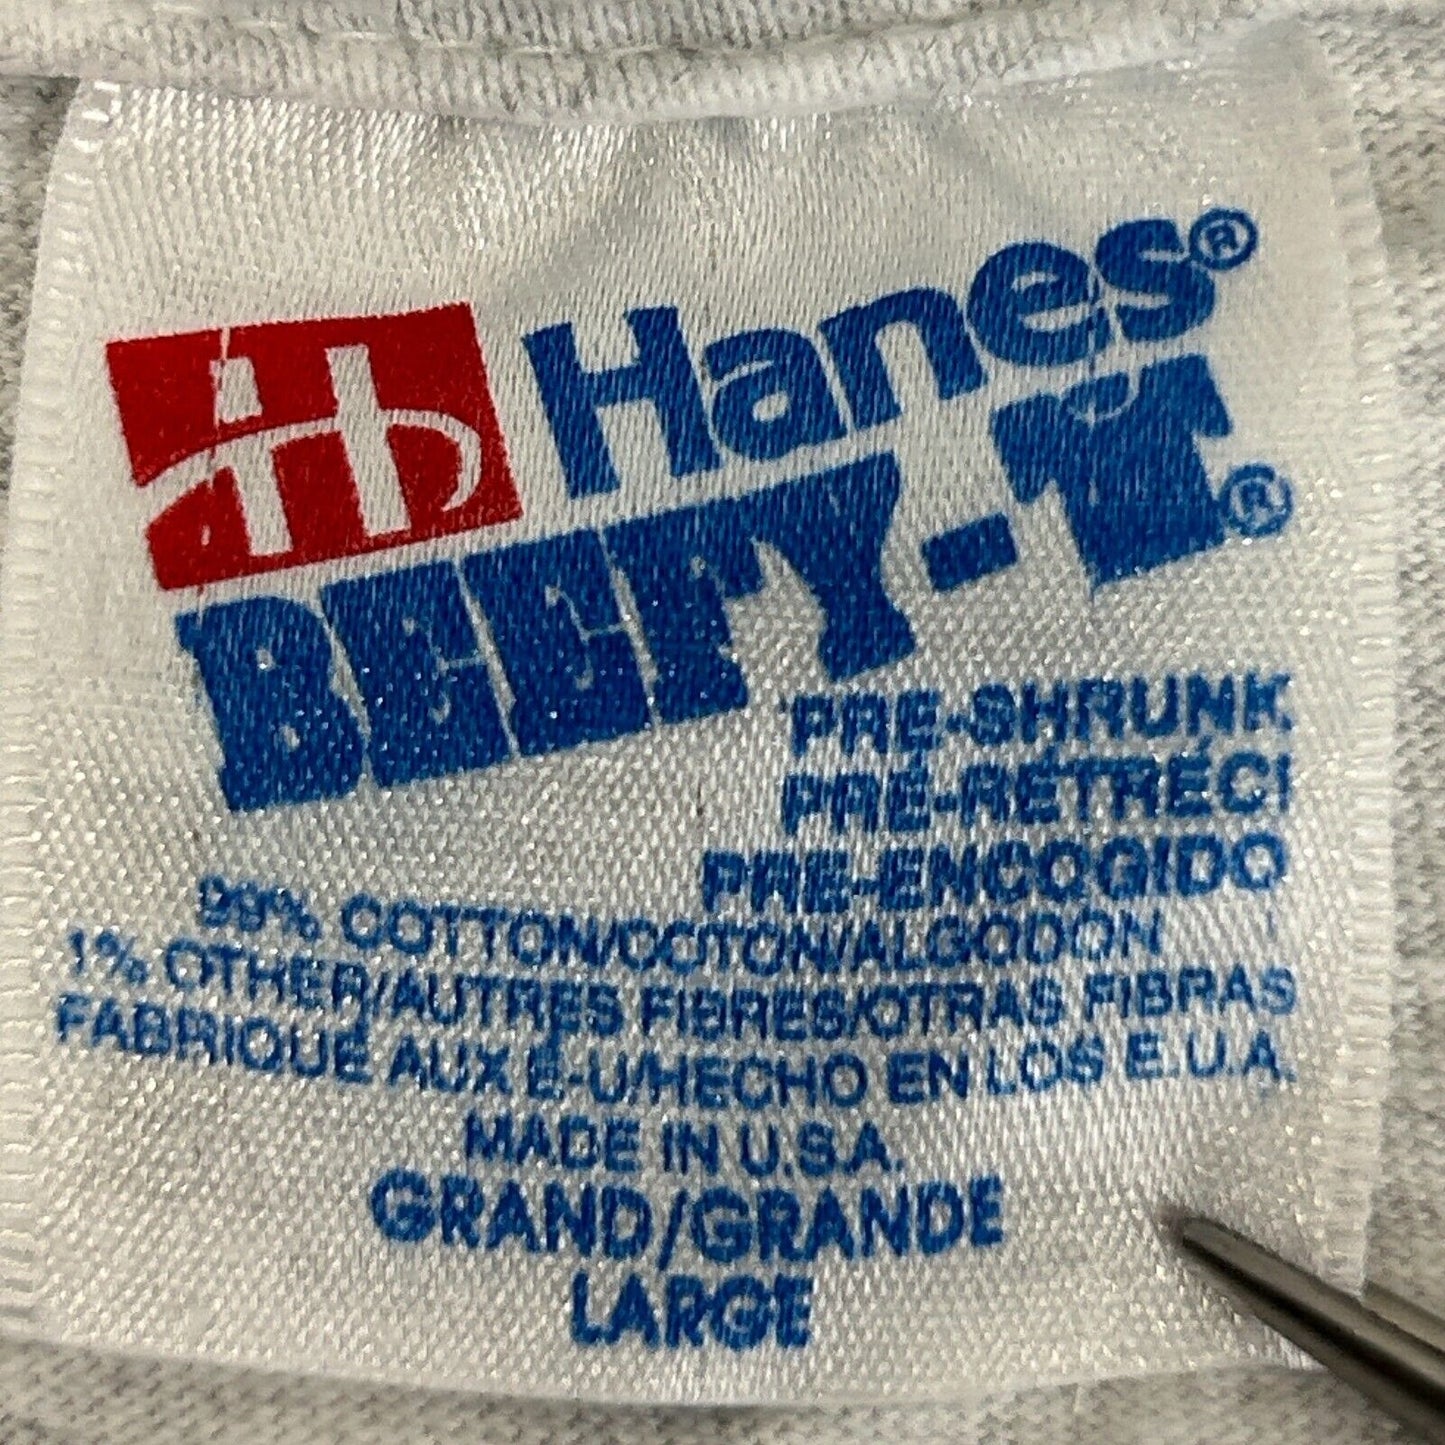 Hanes®
BEEFY-T®
PRE-SHRUNK
PRÉ-RÉTRÉCI
PRE-ENCOGIDO
99% COTTON/COTON/ALGODON
1% OTHER/AUTRES FIBRES/OTRAS FIBRAS
FABRIQUÉ AUX É-U/HECHO EN LOS E.U.A.
MADE IN U.S.A.
GRAND/GRANDE
LARGE